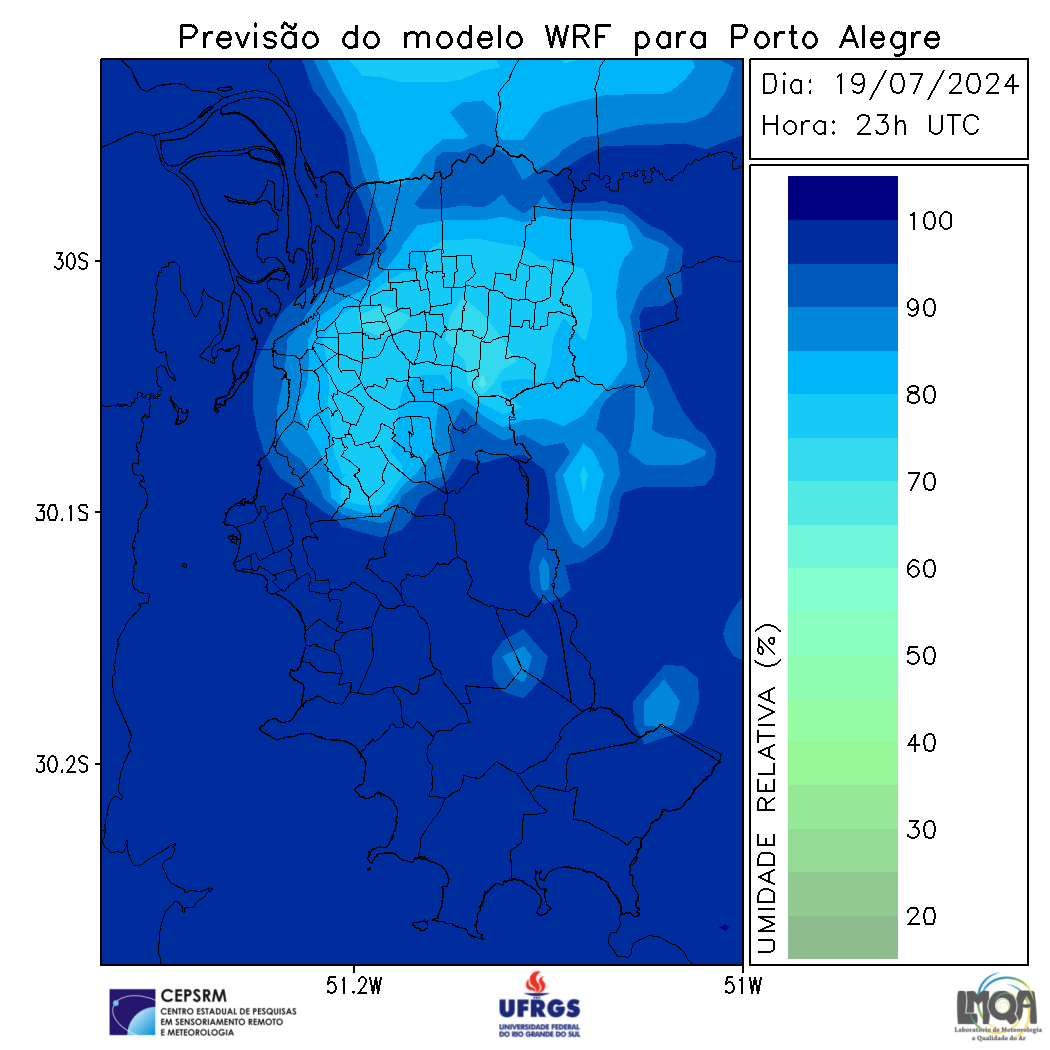 Previsão do modelo WRF para Porto Alegre
Dia: 19/07/2024
Hora: 23h UTC
30S
30.1S
30.2S
51.2W
51W
100
90
80
70
60
50
40
30
20
UMIDADE RELATIVA (%)
CEPSRM
CENTRO ESTADUAL DE PESQUISAS
EM SENSORIAMENTO REMOTO
E METEOROLOGIA
UFRGS
UNIVERSIDADE FEDERAL
DO RIO GRANDE DO SUL
LMQA
Laboratório de Meteorologia
e Qualidade do Ar